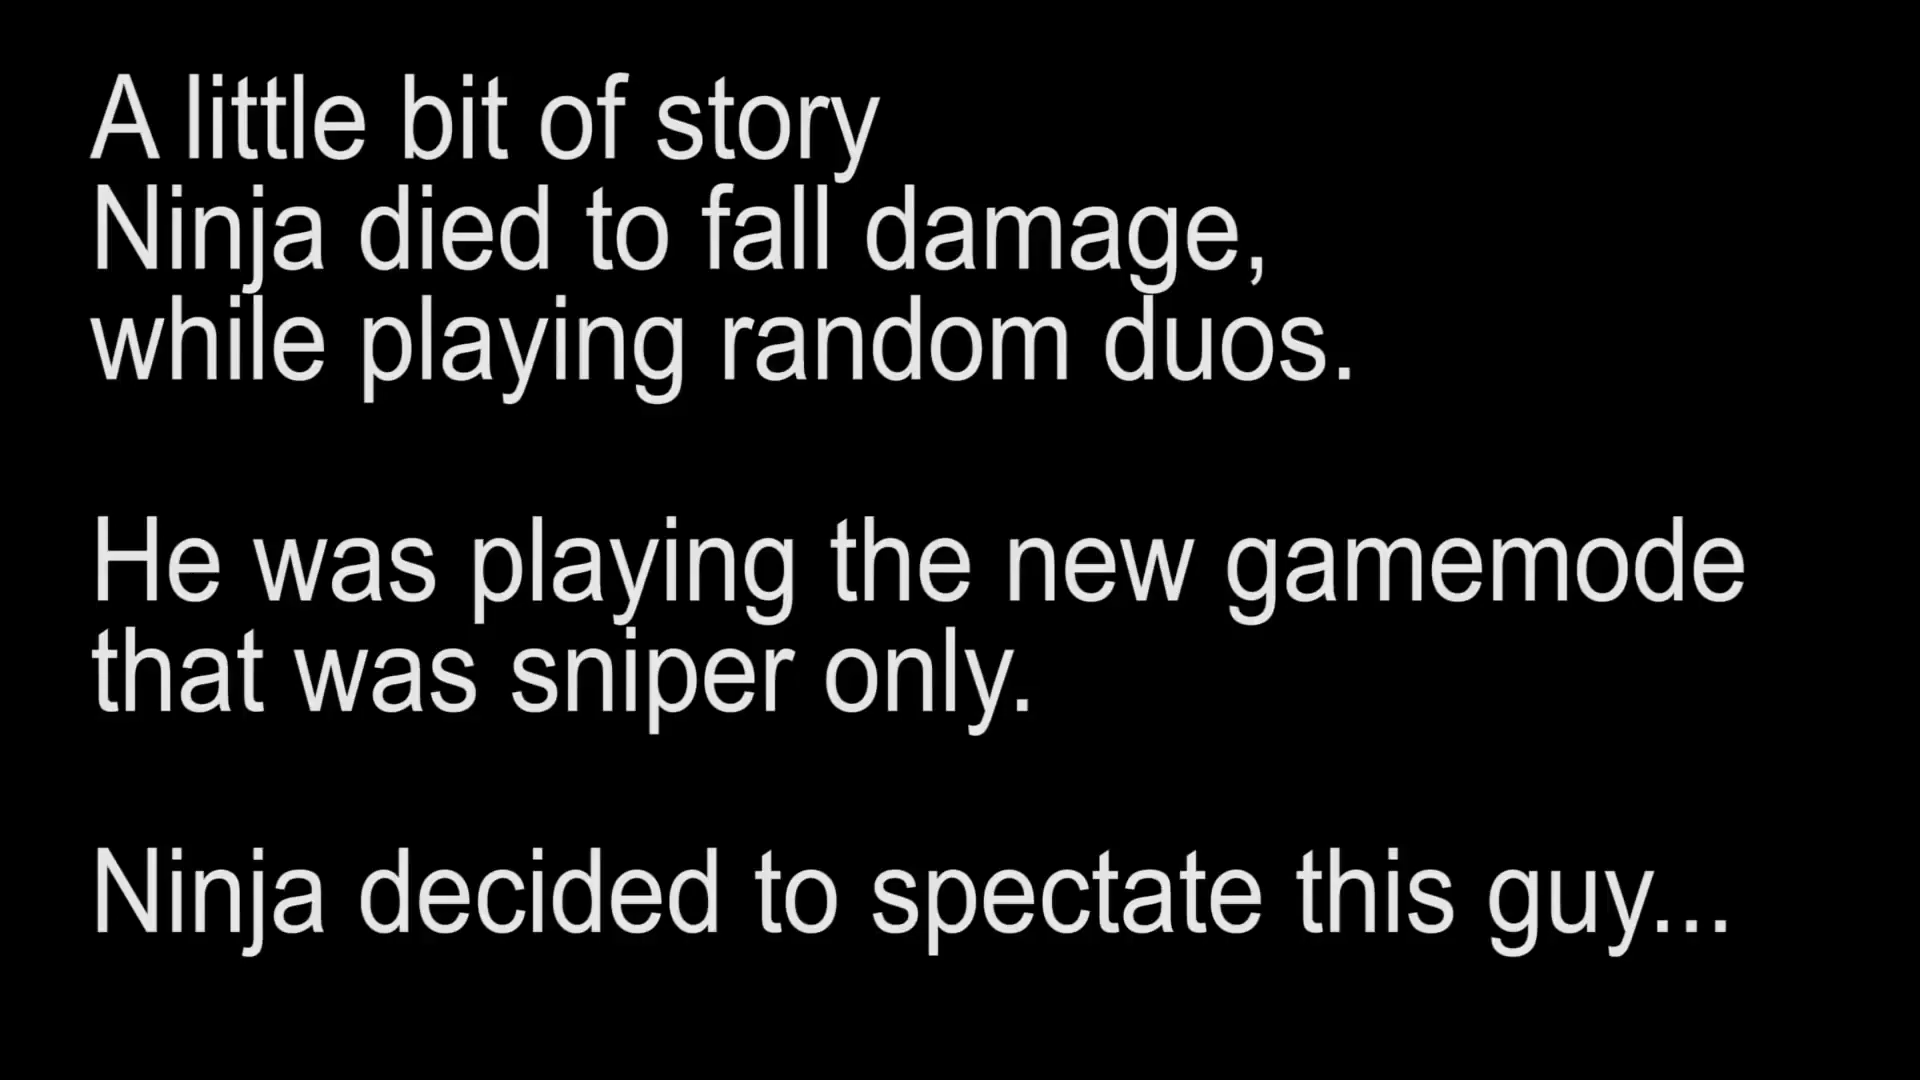 A little bit of story
Ninja died to fall damage,
while playing random duos.
He was playing the new gamemode
that was sniper only.
Ninja decided to spectate this guy...